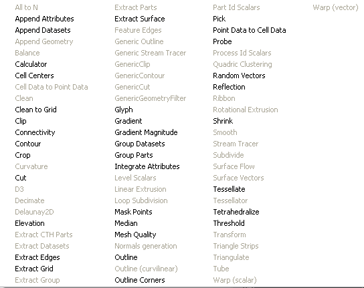 All to N
Append Attributes
Append Datasets
Append Geometry
Balance
Calculator
Cell Centers
Cell Data to Point Data
Clean
Clean to Grid
Clip
Connectivity
Contour
Crop
Curvature
Cut
D3
Decimate
Delaunay2D
Elevation
Extract CTH Parts
Extract Datasets
Extract Edges
Extract Grid
Extract Group
Extract Parts
Extract Surface
Feature Edges
Generic Outline
Generic Stream Tracer
GenericClip
GenericContour
GenericCut
GenericGeometryFilter
Glyph
Gradient
Gradient Magnitude
Group Datasets
Group Parts
Integrate Attributes
Level Scalars
Linear Extrusion
Loop Subdivision
Mask Points
Median
Mesh Quality
Normals generation
Outline
Outline (curvilinear)
Outline Corners
Part Id Scalars
Pick
Point Data to Cell Data
Probe
Process Id Scalars
Quadric Clustering
Random Vectors
Reflection
Ribbon
Rotational Extrusion
Shrink
Smooth
Stream Tracer
Subdivide
Surface Flow
Surface Vectors
Tessellate
Tessellator
Tetrahedralize
Threshold
Transform
Triangle Strips
Triangulate
Tube
Warp (scalar)
Warp (vector)